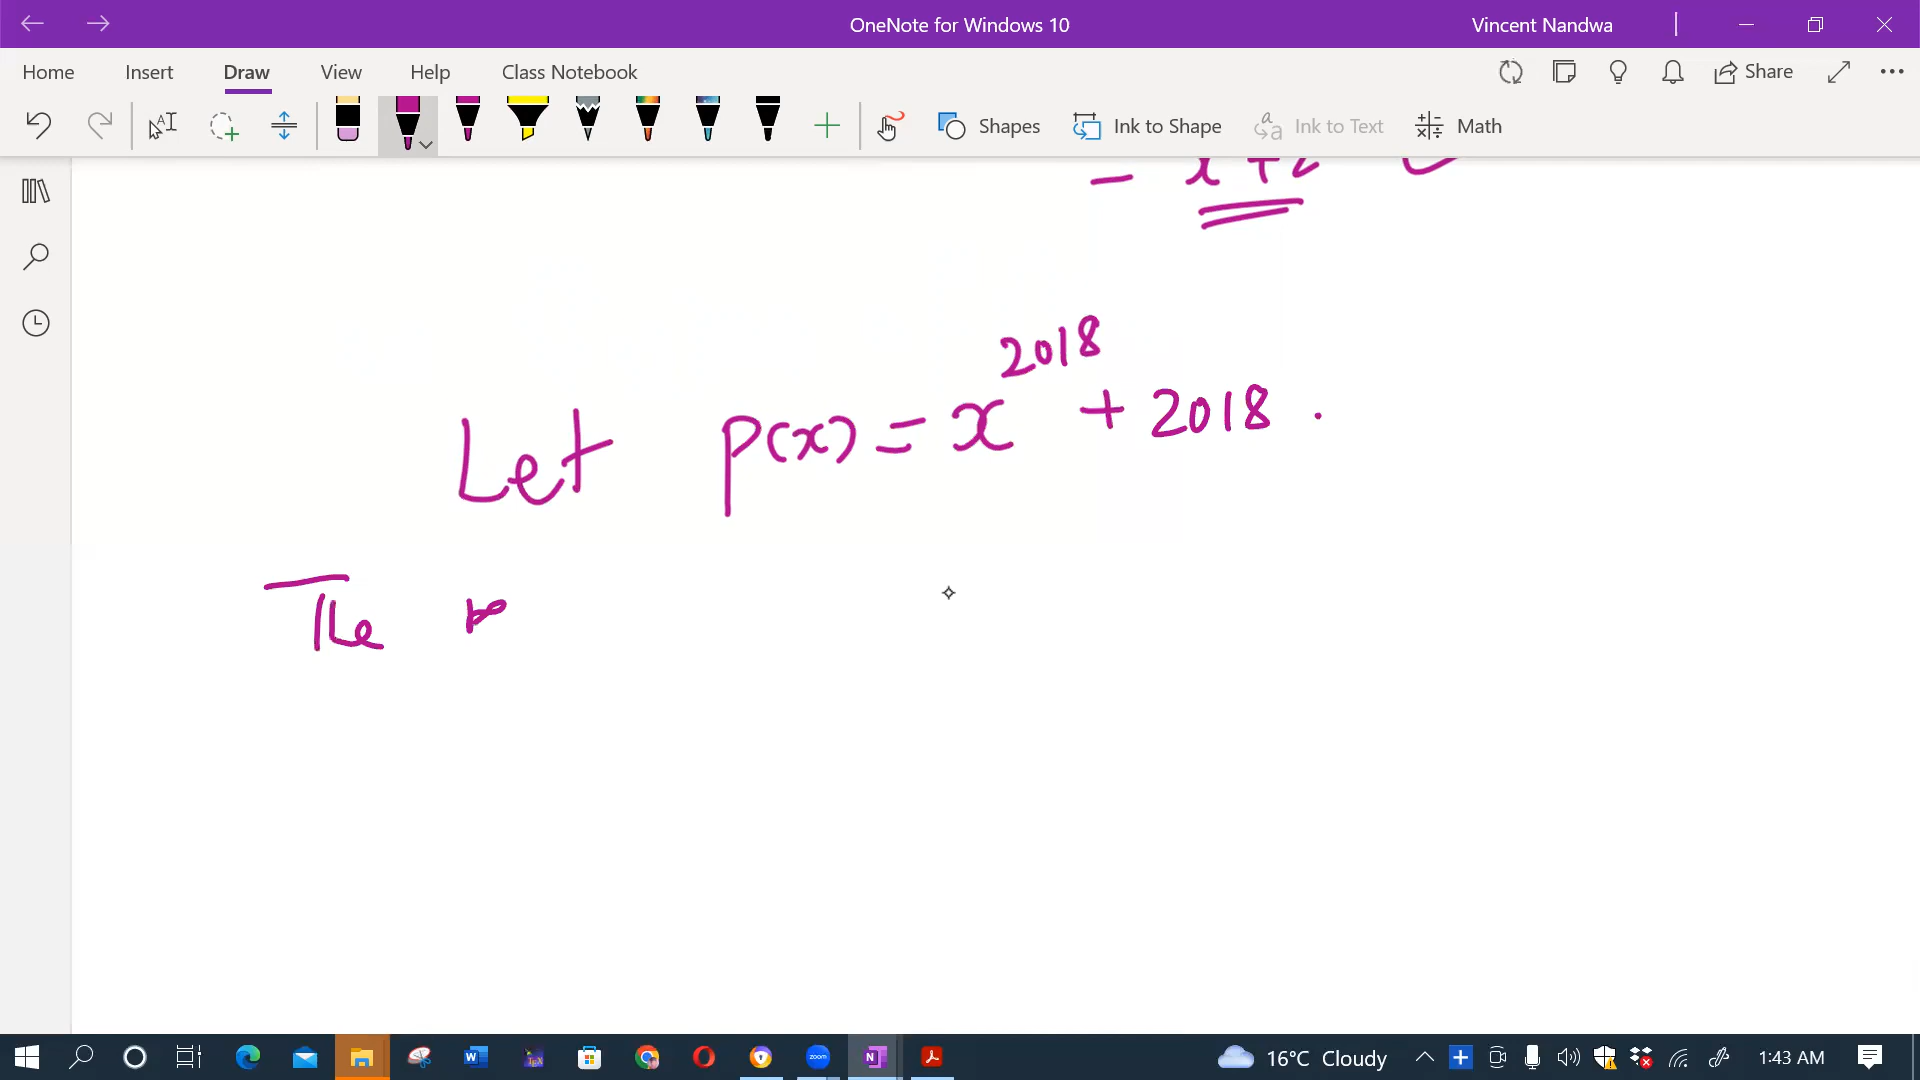 OneNote for Windows 10 Vincent Nandwa
Home Insert Draw View Help Class Notebook Share
Shapes Ink to Shape Ink to Text Math
Let p(x) = x^2018 + 2018 .
The
16°C Cloudy 1:43 AM